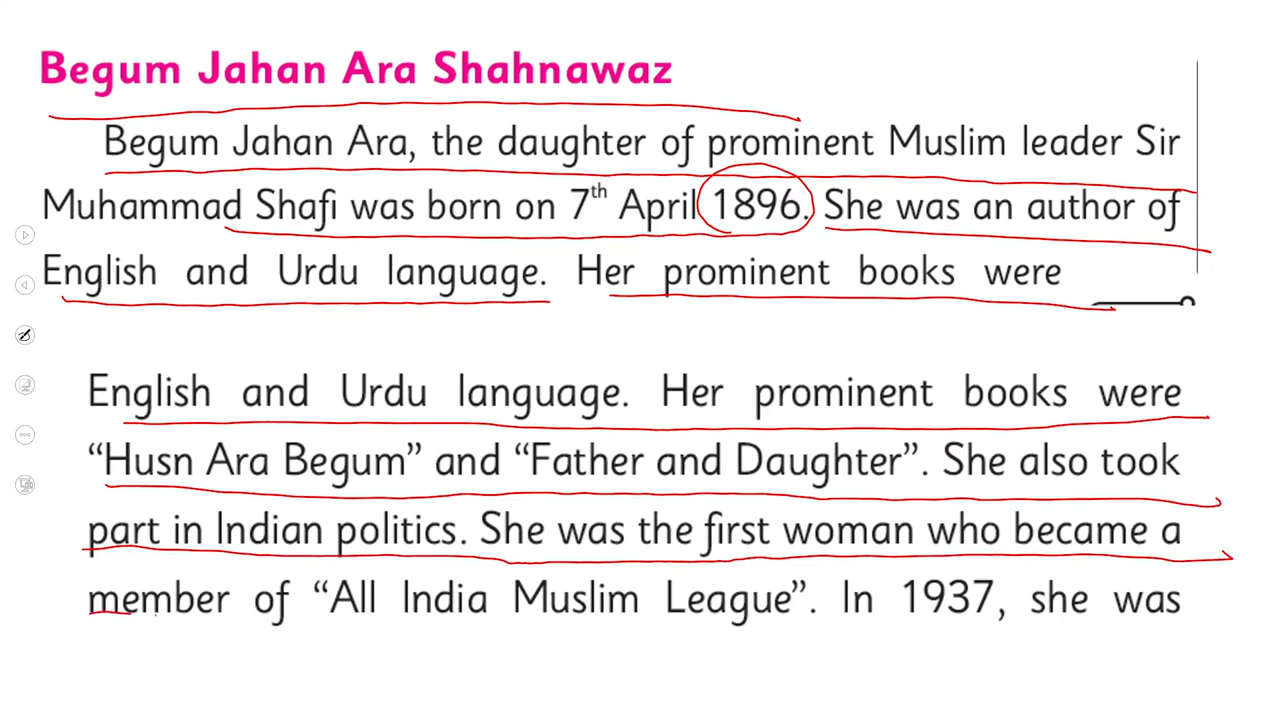 Begum Jahan Ara Shahnawaz
Begum Jahan Ara, the daughter of prominent Muslim leader Sir
Muhammad Shafi was born on 7th April 1896. She was an author of
English and Urdu language. Her prominent books were
English and Urdu language. Her prominent books were
“Husn Ara Begum” and “Father and Daughter”. She also took
part in Indian politics. She was the first woman who became a
member of “All India Muslim League”. In 1937, she was